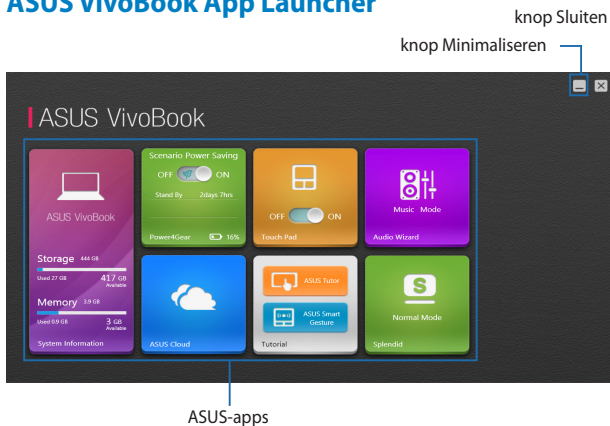 ASUS VivoBook App Launcher
knop Sluiten
knop Minimaliseren
ASUS VivoBook
ASUS VivoBook
Storage 444 GB
Used 27 GB 417 GB
Available
Memory 3.9 GB
Used 0.9 GB 3 GB
Available
System Information
Scenario Power Saving
OFF ON
Stand By 2days 7hrs
Power4Gear 16%
OFF ON
Touch Pad
Music Mode
Audio Wizard
ASUS Cloud
ASUS Tutor
ASUS Smart
Gesture
Tutorial
S
Normal Mode
Splendid
ASUS-apps